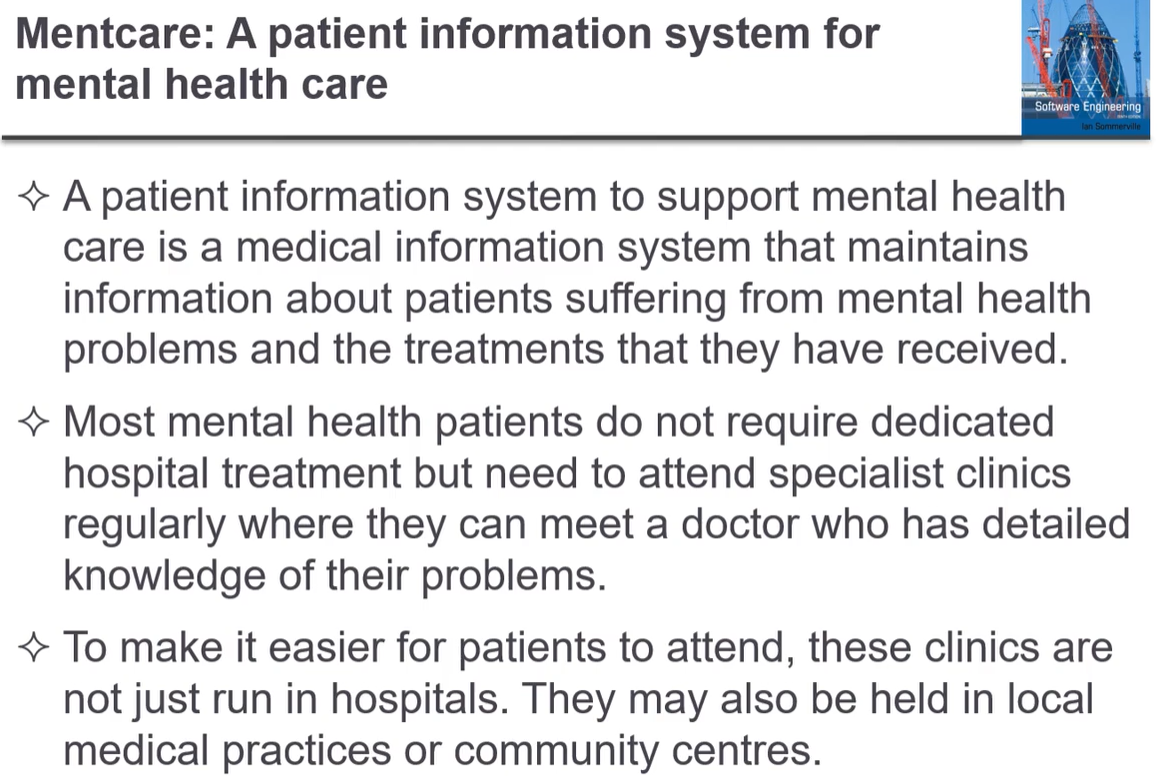 Mentcare: A patient information system for
mental health care
Software Engineering
Ian Sommerville
✧ A patient information system to support mental health
care is a medical information system that maintains
information about patients suffering from mental health
problems and the treatments that they have received.
✧ Most mental health patients do not require dedicated
hospital treatment but need to attend specialist clinics
regularly where they can meet a doctor who has detailed
knowledge of their problems.
✧ To make it easier for patients to attend, these clinics are
not just run in hospitals. They may also be held in local
medical practices or community centres.